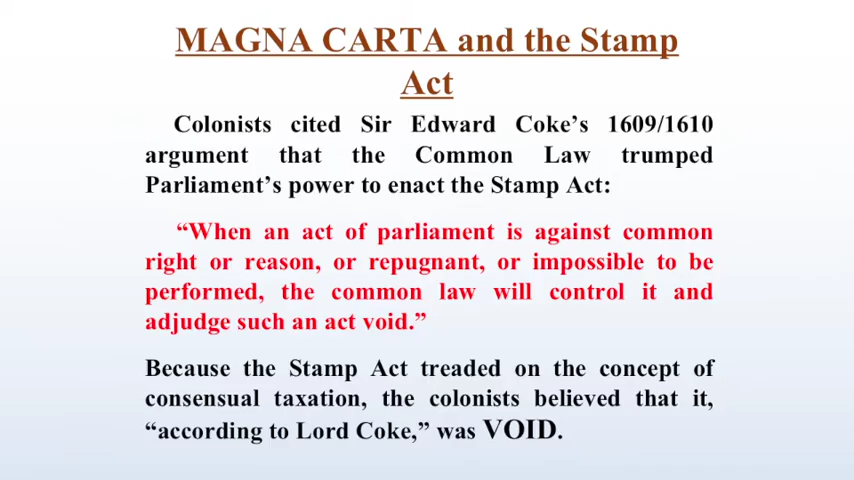 MAGNA CARTA and the Stamp
Act
Colonists cited Sir Edward Coke’s 1609/1610
argument that the Common Law trumped
Parliament’s power to enact the Stamp Act:
“When an act of parliament is against common
right or reason, or repugnant, or impossible to be
performed, the common law will control it and
adjudge such an act void.”
Because the Stamp Act treaded on the concept of
consensual taxation, the colonists believed that it,
“according to Lord Coke,” was VOID.